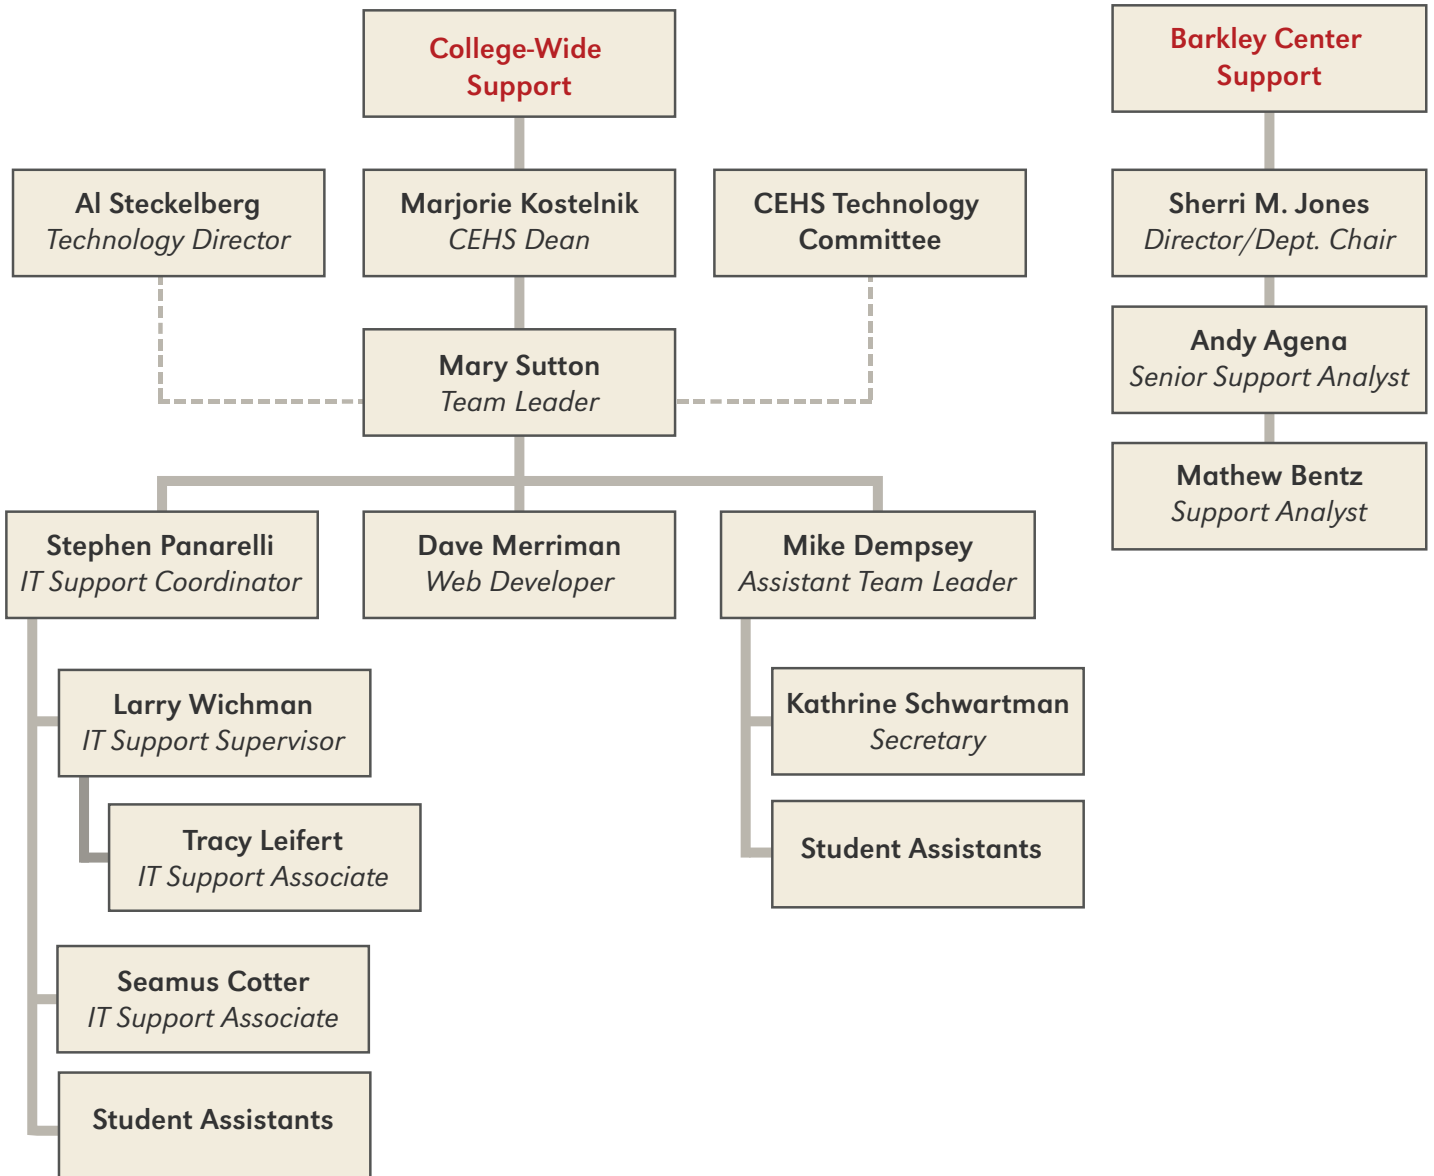 College-Wide
Support
Barkley Center
Support
Al Steckelberg
Technology Director
Marjorie Kostelnik
CEHS Dean
CEHS Technology
Committee
Sherri M. Jones
Director/Dept. Chair
Mary Sutton
Team Leader
Andy Agena
Senior Support Analyst
Mathew Bentz
Support Analyst
Stephen Panarelli
IT Support Coordinator
Dave Merriman
Web Developer
Mike Dempsey
Assistant Team Leader
Larry Wichman
IT Support Supervisor
Tracy Leifert
IT Support Associate
Seamus Cotter
IT Support Associate
Student Assistants
Kathrine Schwartman
Secretary
Student Assistants